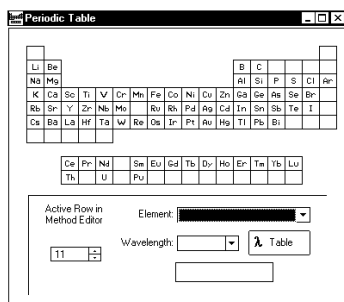 Periodic Table
Li Be B C
Na Mg Al Si P S Cl Ar
K Ca Sc Ti V Cr Mn Fe Co Ni Cu Zn Ga Ge As Se Br
Rb Sr Y Zr Nb Mo Ru Rh Pd Ag Cd In Sn Sb Te I
Cs Ba La Hf Ta W Re Os Ir Pt Au Hg Tl Pb Bi
Ce Pr Nd Sm Eu Gd Tb Dy Ho Er Tm Yb Lu
Th U Pu
Active Row in
Method Editor
11
Element:
Wavelength:
λ Table